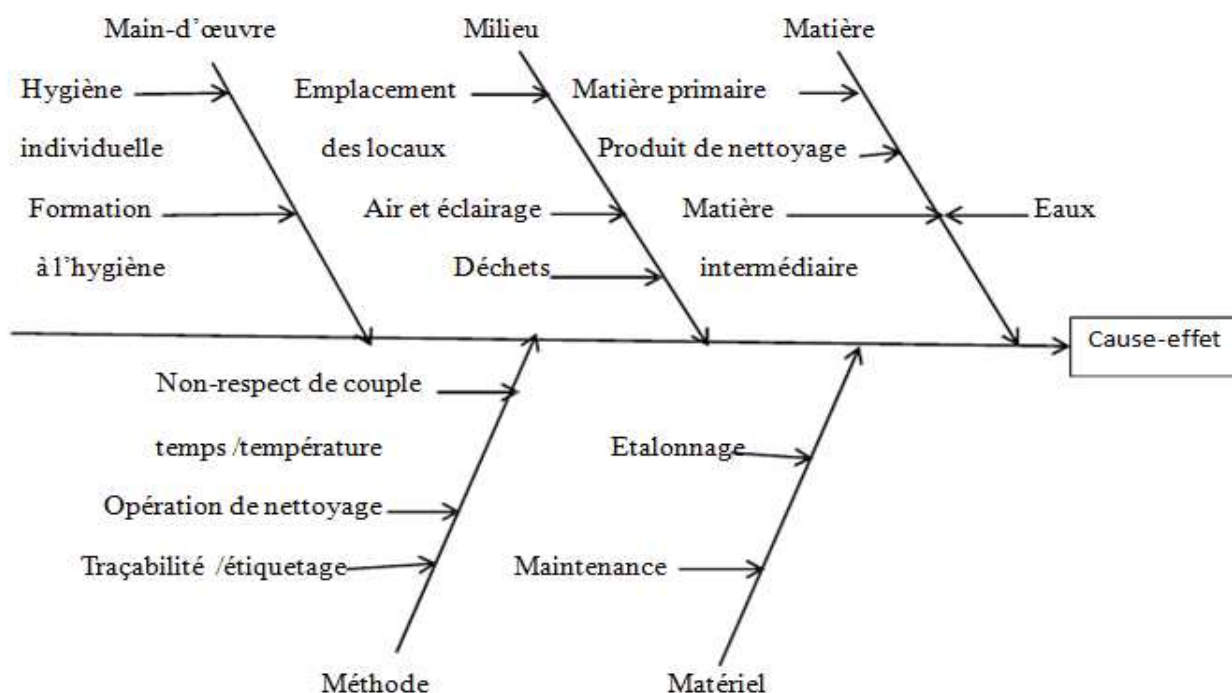 Main-d’œuvre
Hygiène
individuelle
Formation
à l’hygiène
Milieu
Emplacement
des locaux
Air et éclairage
Déchets
Matière
Matière primaire
Produit de nettoyage
Matière
intermédiaire
Eaux
Cause-effet
Non-respect de couple
temps /température
Opération de nettoyage
Traçabilité /étiquetage
Méthode
Etalonnage
Maintenance
Matériel